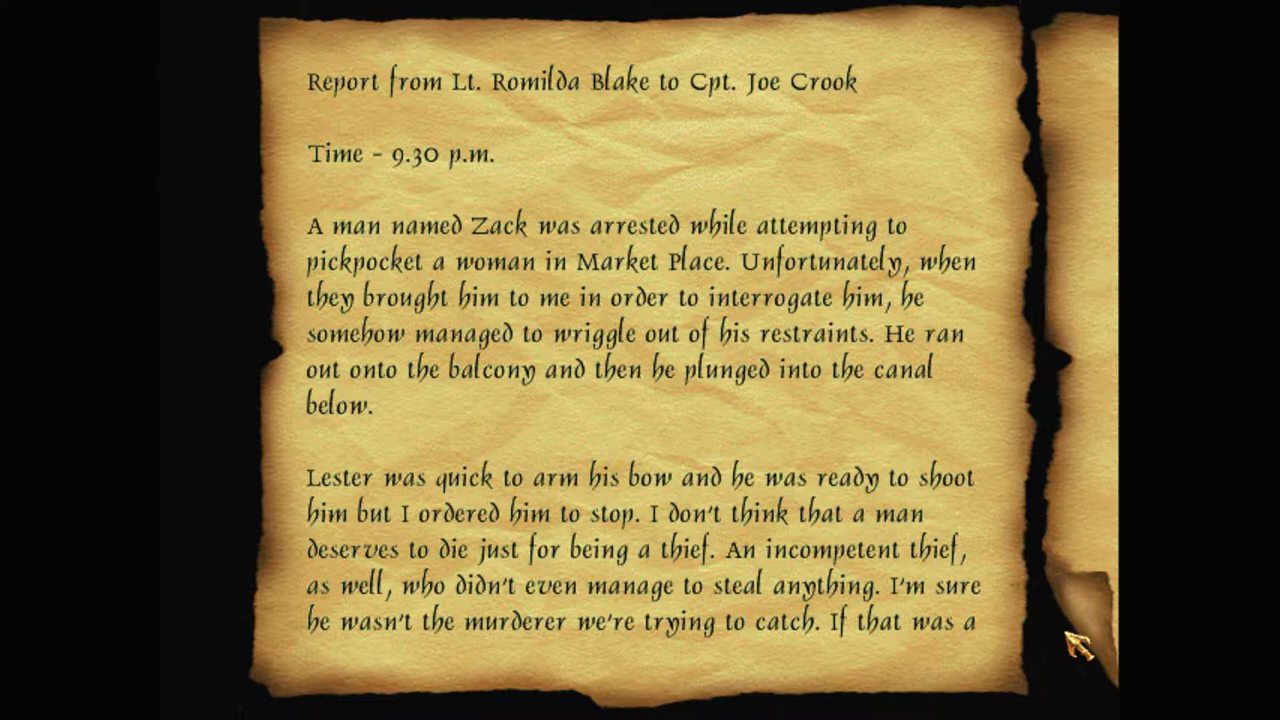 Report from Lt. Romilda Blake to Cpt. Joe Crook
Time - 9.30 p.m.
A man named Zack was arrested while attempting to
pickpocket a woman in Market Place. Unfortunately, when
they brought him to me in order to interrogate him, he
somehow managed to wriggle out of his restraints. He ran
out onto the balcony and then he plunged into the canal
below.
Lester was quick to arm his bow and he was ready to shoot
him but I ordered him to stop. I don't think that a man
deserves to die just for being a thief. An incompetent thief,
as well, who didn't even manage to steal anything. I'm sure
he wasn't the murderer we're trying to catch. If that was a